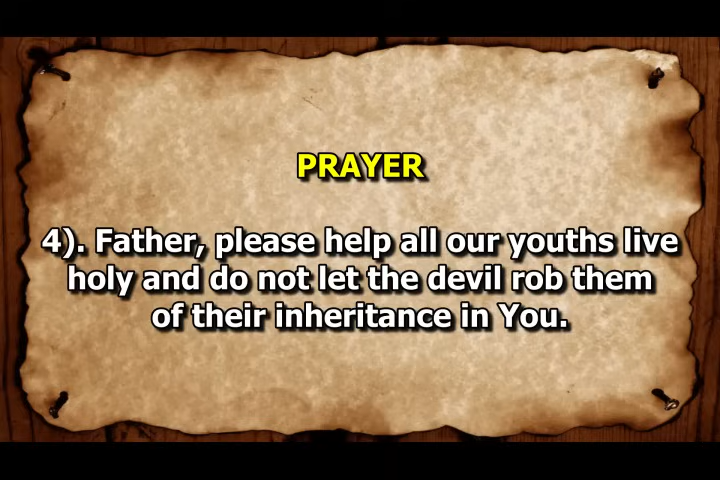 PRAYER
4). Father, please help all our youths live
holy and do not let the devil rob them
of their inheritance in You.